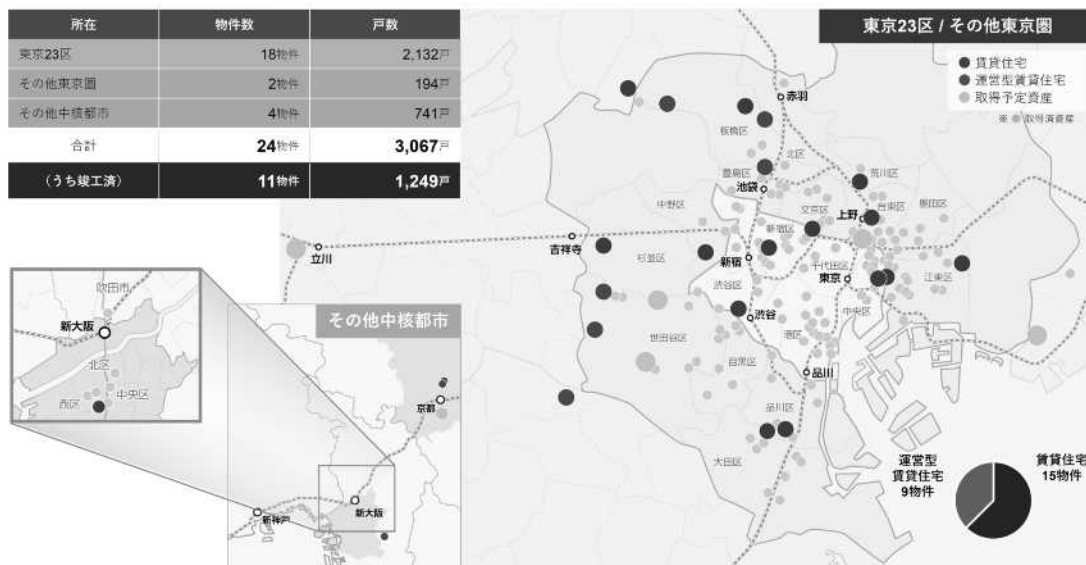 所在 物件数 戸数
東京23区 18物件 2,132戸
その他東京圏 2物件 194戸
その他中核都市 4物件 741戸
合計 24物件 3,067戸
(うち竣工済) 11物件 1,249戸
東京23区 / その他東京圏
賃貸住宅
運営型賃貸住宅
取得予定資産
※ 取得済資産
赤羽
板橋区
北区
豊島区
池袋
荒川区
中野区
文京区
上野
台東区
墨田区
新宿区
立川
吉祥寺
杉並区
新宿
千代田区
東京
江東区
渋谷区
渋谷
中央区
港区
世田谷区
目黒区
品川
品川区
大田区
その他中核都市
吹田市
新大阪
北区
西区
中央区
京都
新大阪
新神戸
運営型
賃貸住宅
9物件
賃貸住宅
15物件